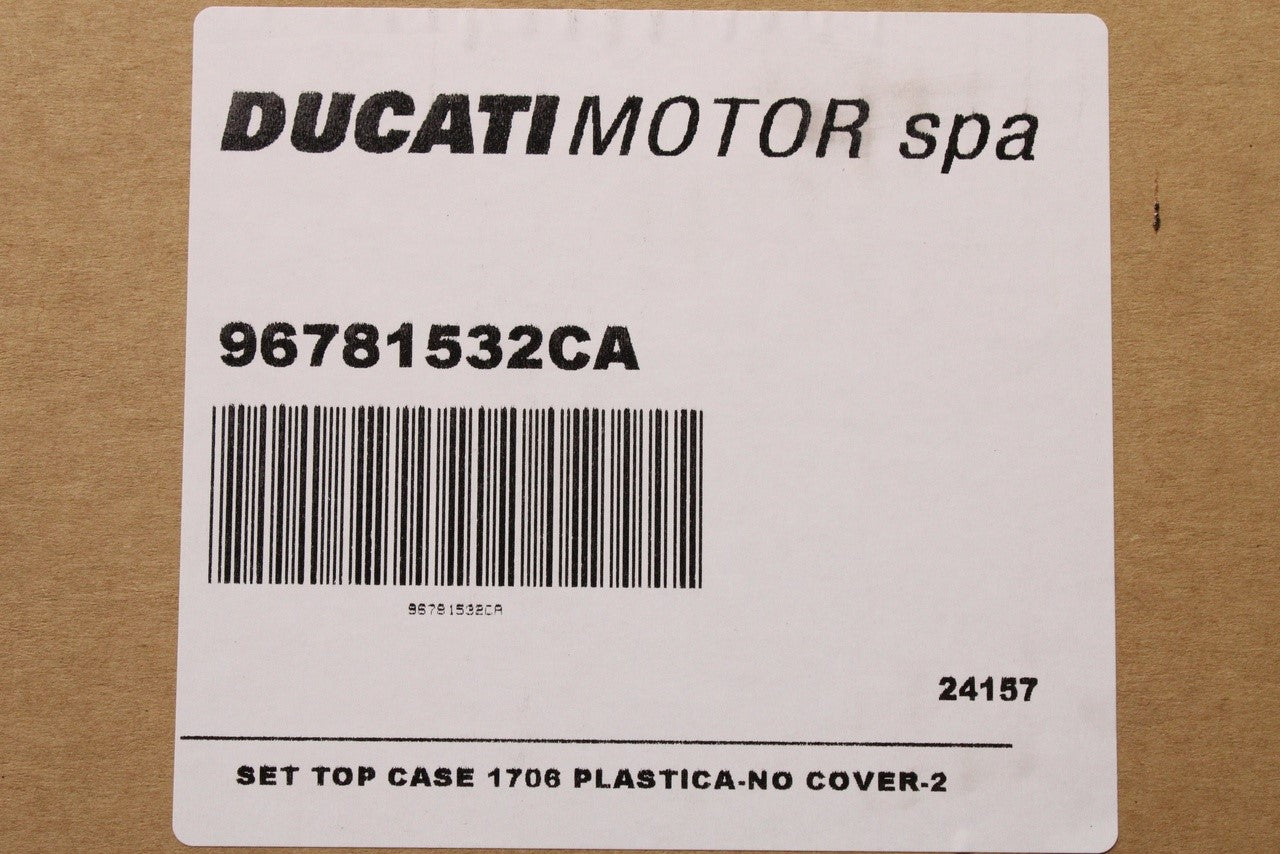 DUCATI MOTOR spa
96781532CA
96781532CA
24157
SET TOP CASE 1706 PLASTICA-NO COVER-2